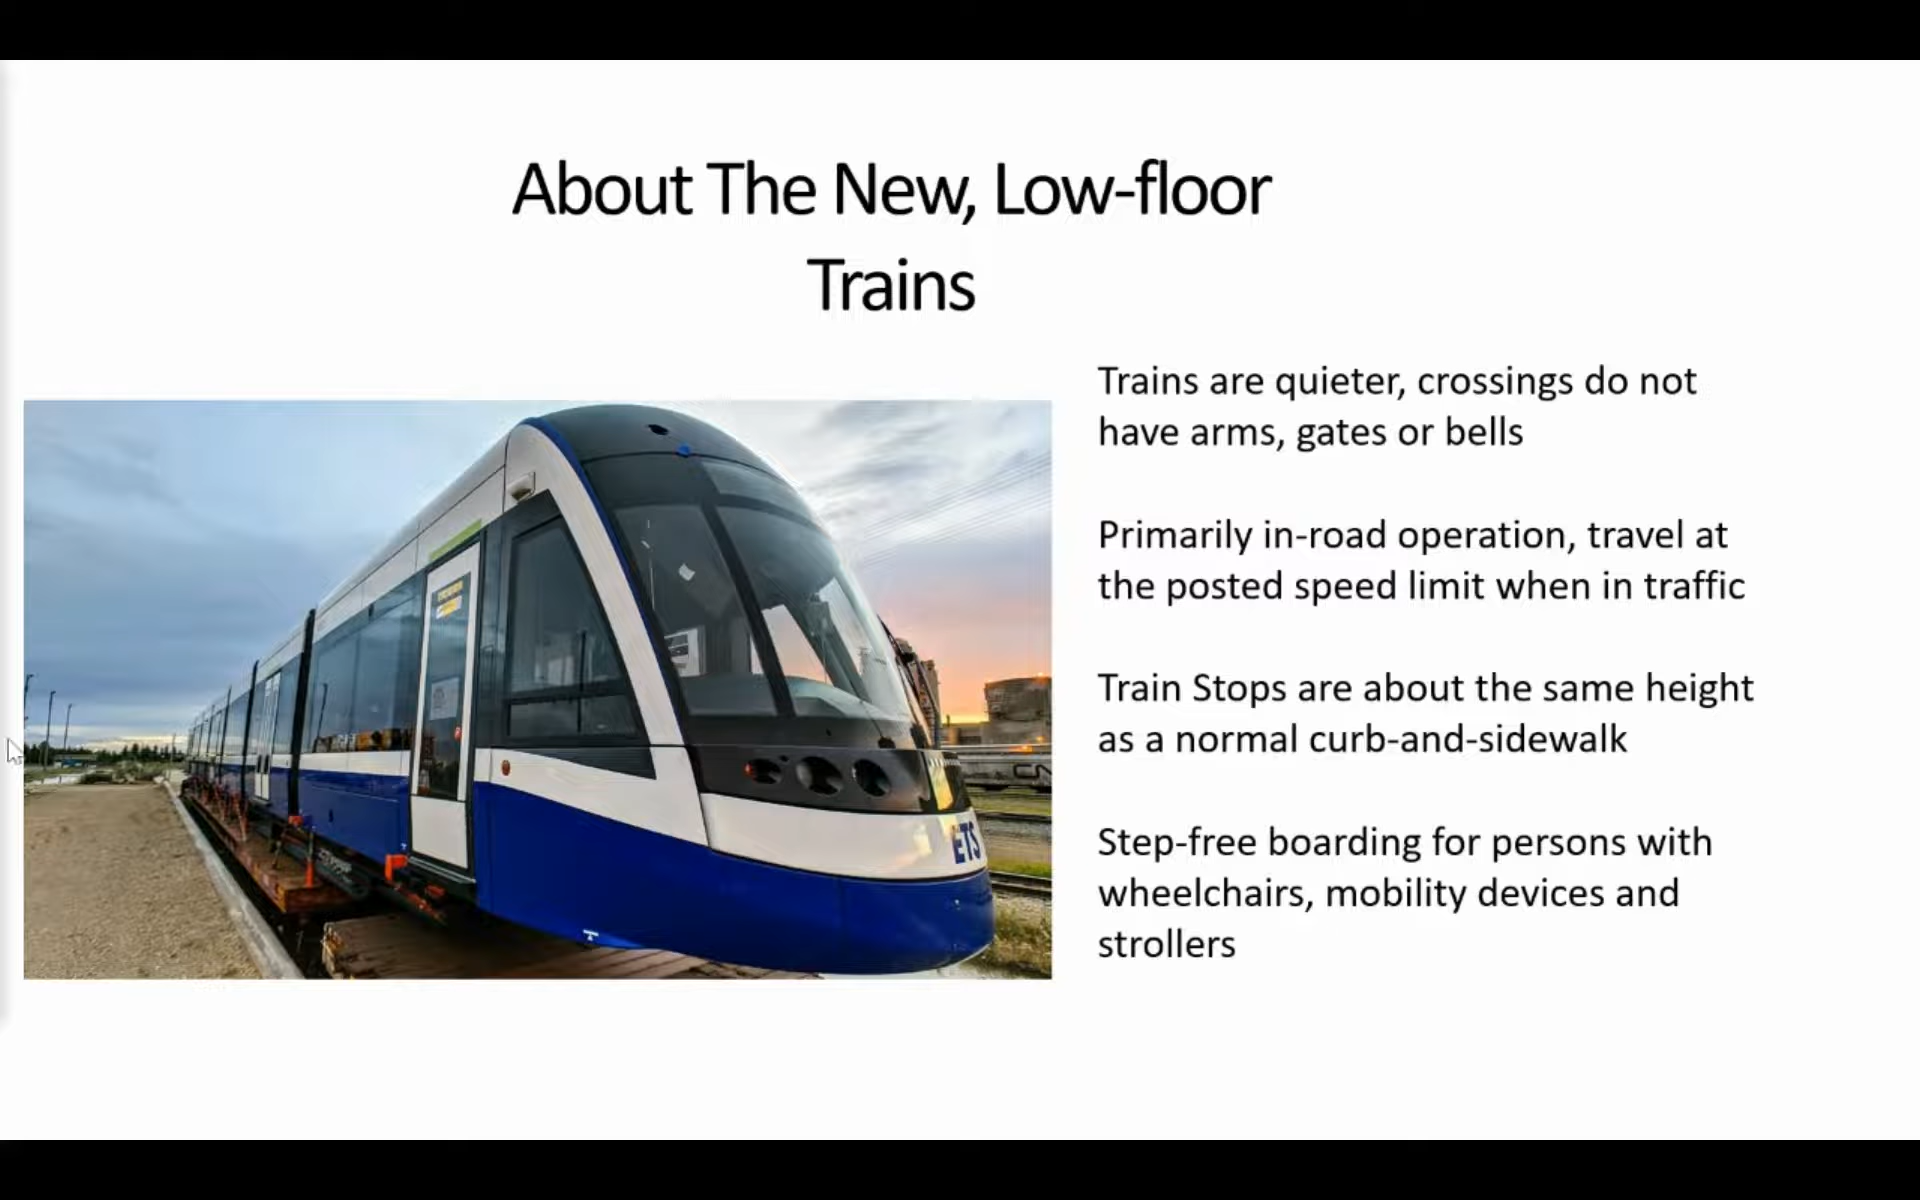 About The New, Low-floor
Trains
Trains are quieter, crossings do not
have arms, gates or bells
Primarily in-road operation, travel at
the posted speed limit when in traffic
Train Stops are about the same height
as a normal curb-and-sidewalk
Step-free boarding for persons with
wheelchairs, mobility devices and
strollers
ETS
CN